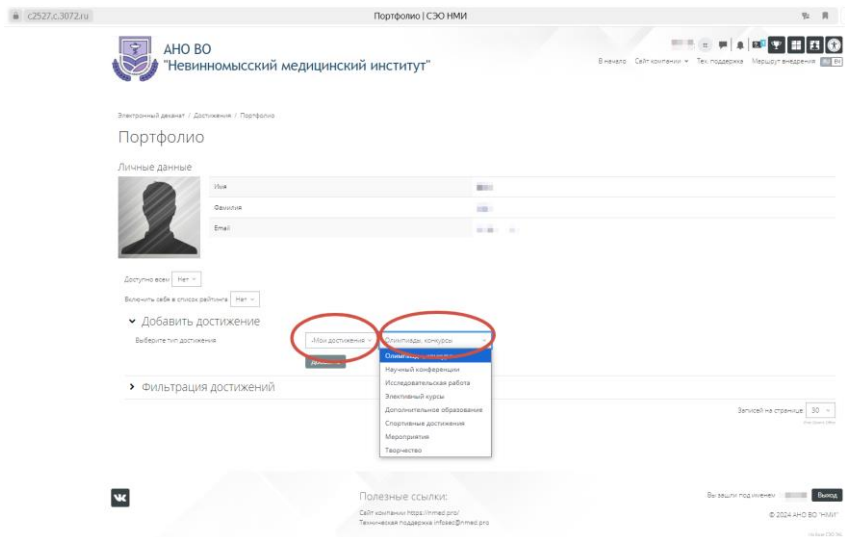 c2527.c.3072.ru
Портфолио | СЭО НМИ
АНО ВО
"Невинномысский медицинский институт"
В начало Сайт компании Тех. поддержка Маршрут внедрения RU EN
Электронный деканат / Достижения / Портфолио
Портфолио
Личные данные
Имя
Фамилия
Email
Доступно всем Нет
Включить себя в список рейтинга Нет
Добавить достижение
Выберите тип достижения Мои достижения Олимпиады, конкурсы
Олимпиады, конкурсы
Научный конференции
Исследовательская работа
Элективный курсы
Дополнительное образование
Спортивные достижения
Мероприятия
Творчество
Фильтрация достижений
Записей на странице 30
Полезные ссылки:
Сайт компании https://nmed.pro/
Техническая поддержка infosec@nmed.pro
Вы зашли под именем Выход
© 2024 АНО ВО "НМИ"